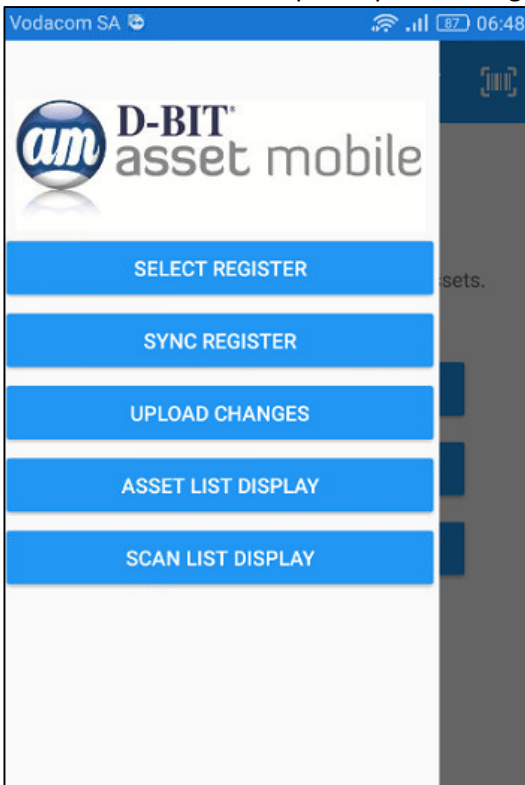 Vodacom SA 87 06:48
am D-BIT®
asset mobile
SELECT REGISTER
sets.
SYNC REGISTER
UPLOAD CHANGES
ASSET LIST DISPLAY
SCAN LIST DISPLAY